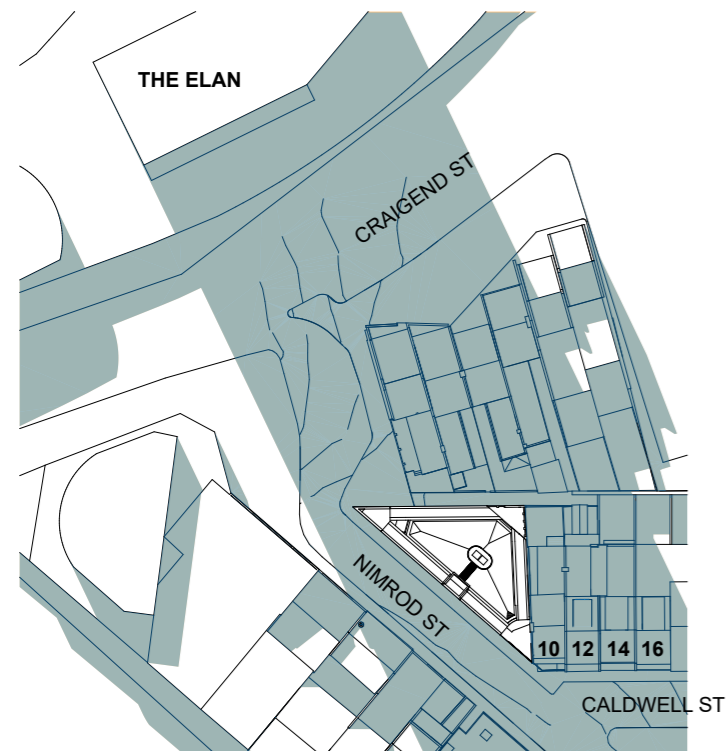 THE ELAN
CRAIGEND ST
NIMROD ST
10 12 14 16
CALDWELL ST